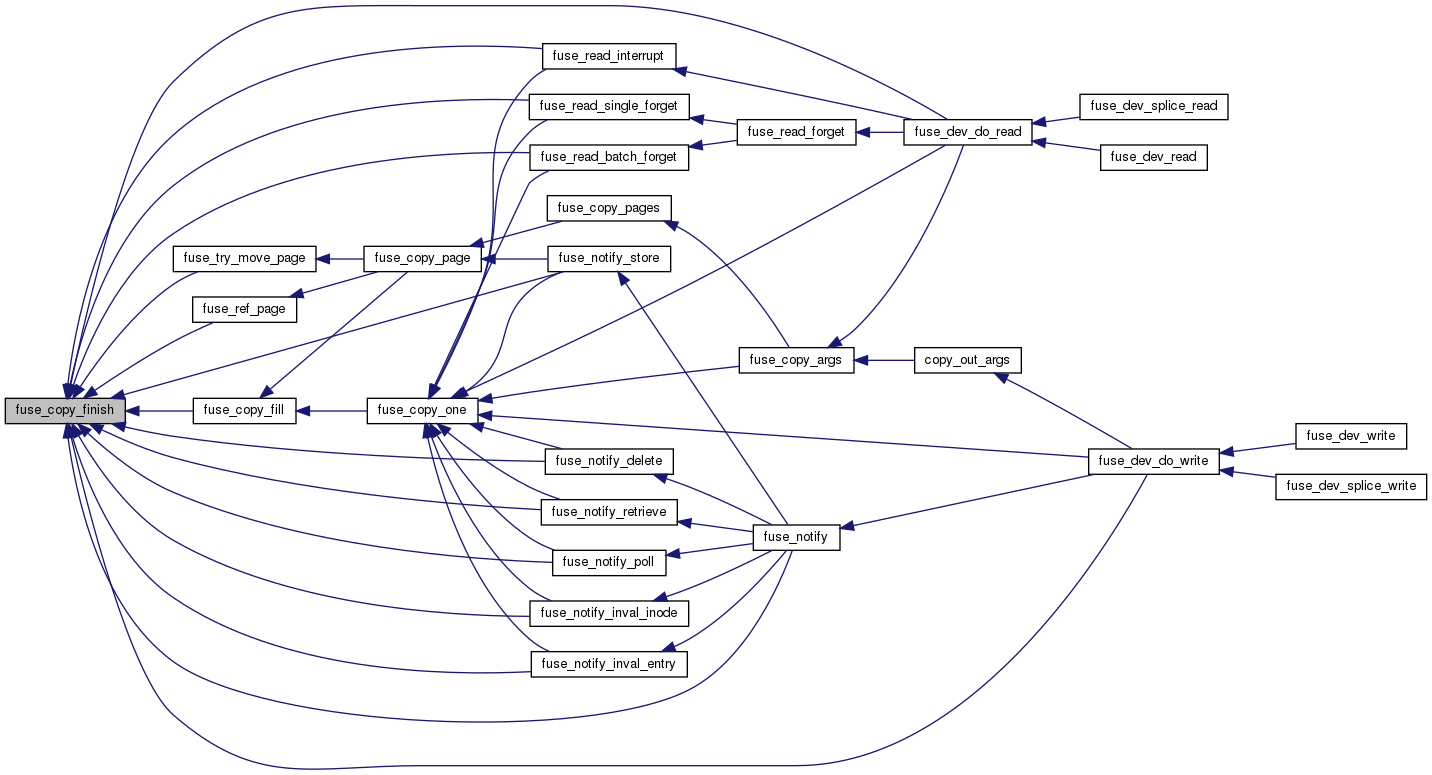 fuse_read_interrupt
fuse_read_single_forget
fuse_dev_splice_read
fuse_read_forget
fuse_dev_do_read
fuse_read_batch_forget
fuse_dev_read
fuse_copy_pages
fuse_try_move_page
fuse_copy_page
fuse_notify_store
fuse_ref_page
fuse_copy_args
copy_out_args
fuse_copy_finish
fuse_copy_fill
fuse_copy_one
fuse_dev_write
fuse_notify_delete
fuse_dev_do_write
fuse_dev_splice_write
fuse_notify_retrieve
fuse_notify
fuse_notify_poll
fuse_notify_inval_inode
fuse_notify_inval_entry